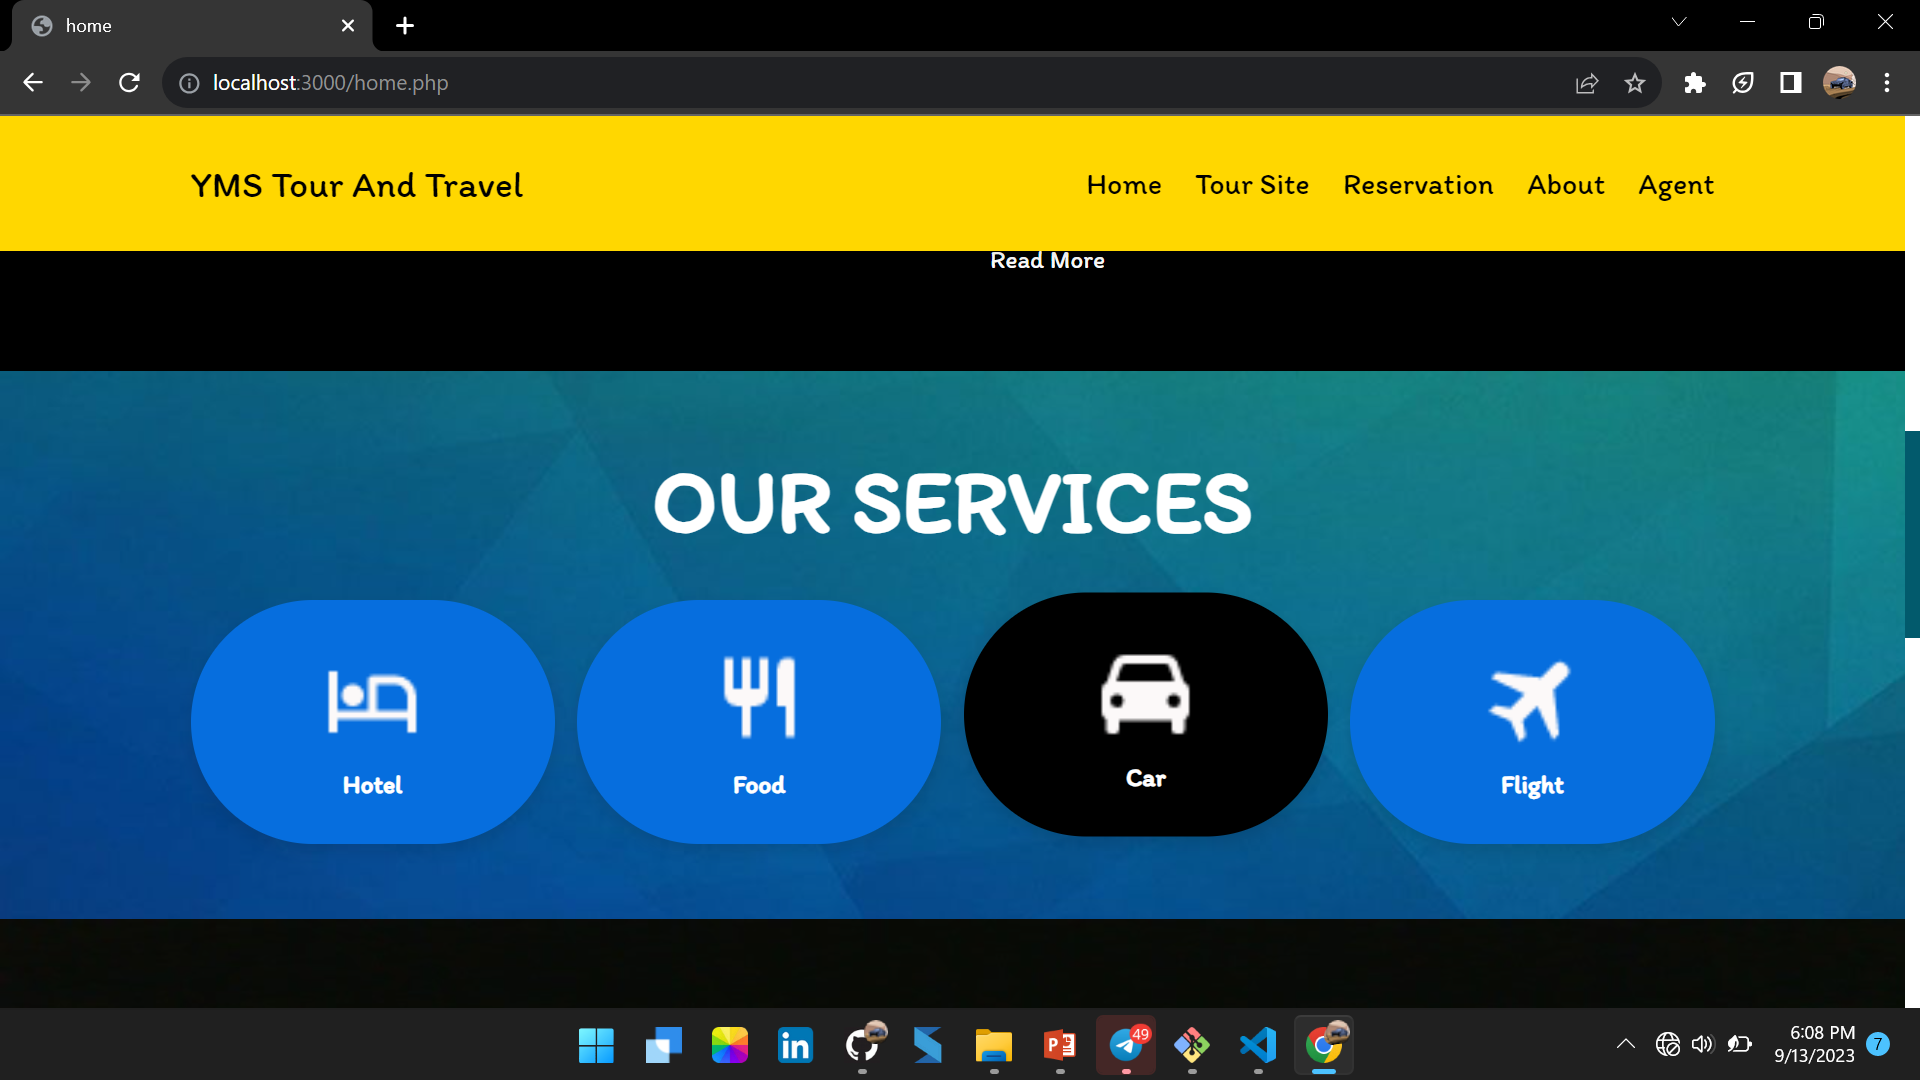 home
localhost:3000/home.php
YMS Tour And Travel
Home Tour Site Reservation About Agent
Read More
OUR SERVICES
Hotel Food Car Flight
49
6:08 PM
9/13/2023
7